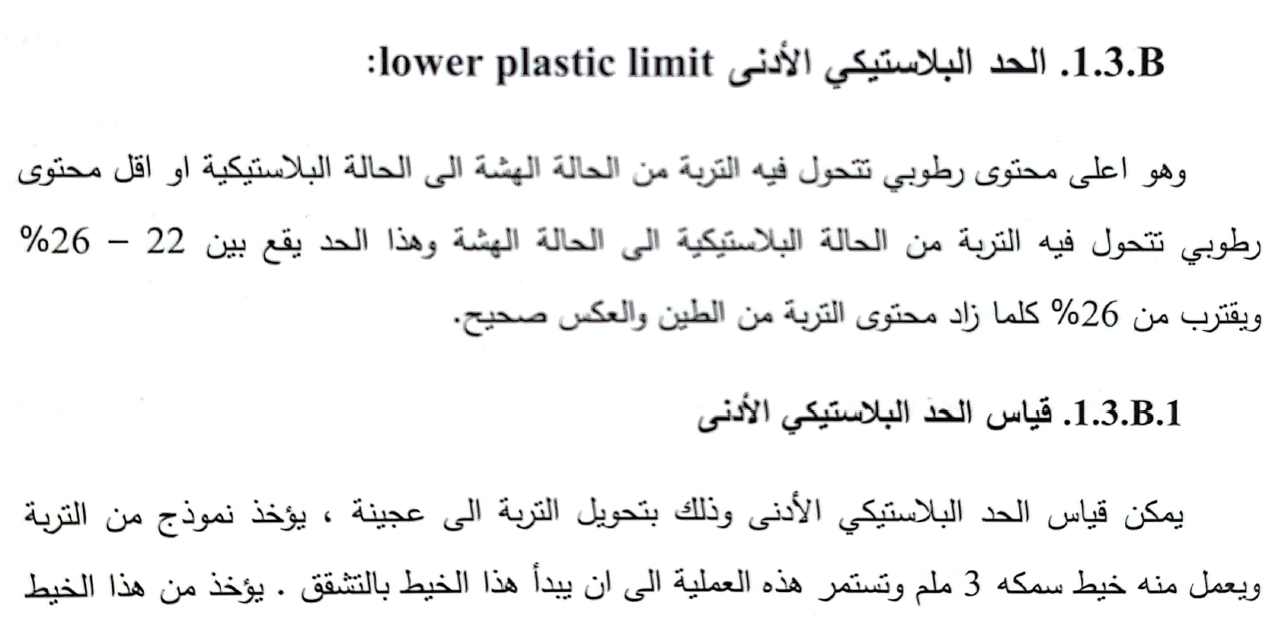 1.3.B. الحد البلاستيكي الأدنى lower plastic limit:
وهو اعلى محتوى رطوبي تتحول فيه التربة من الحالة الهشة الى الحالة البلاستيكية او اقل محتوى
رطوبي تتحول فيه التربة من الحالة البلاستيكية الى الحالة الهشة وهذا الحد يقع بين 22 – 26%
ويقترب من 26% كلما زاد محتوى التربة من الطين والعكس صحيح.
1.3.B.1. قياس الحد البلاستيكي الأدنى
يمكن قياس الحد البلاستيكي الأدنى وذلك بتحويل التربة الى عجينة ، يؤخذ نموذج من التربة
ويعمل منه خيط سمكه 3 ملم وتستمر هذه العملية الى ان يبدأ هذا الخيط بالتشقق . يؤخذ من هذا الخيط